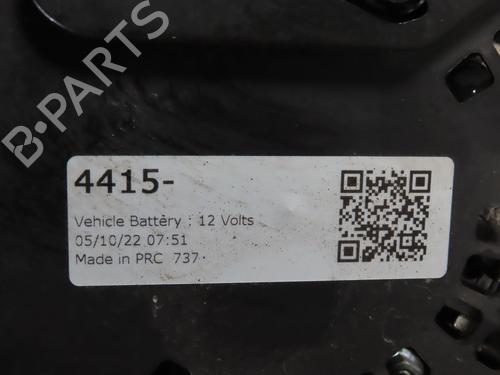 B-PARTS
4415-
Vehicle Battery : 12 Volts
05/10/22 07:51
Made in PRC 737